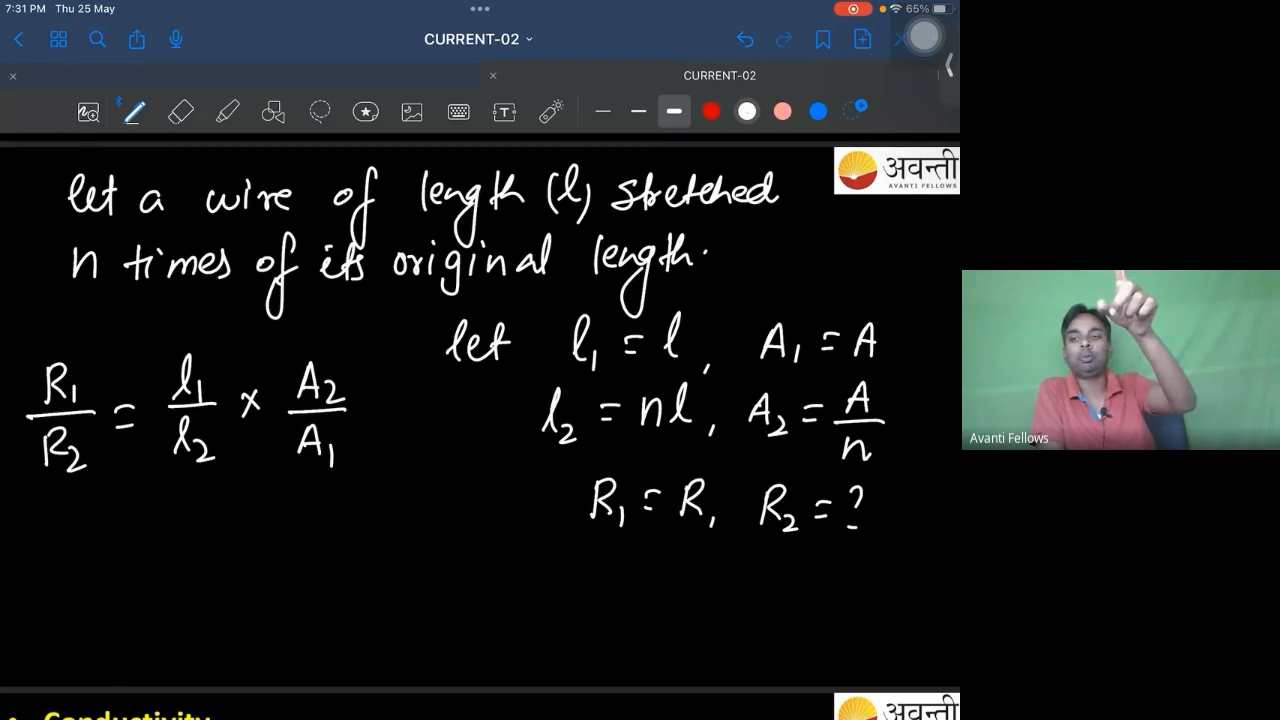 7:31 PM Thu 25 May
65%
CURRENT-02
CURRENT-02
T
अवन्ती
AVANTI FELLOWS
let a wire of length (l) stretched
n times of its original length.
let l₁ = l, A₁ = A
l₂ = nl, A₂ = A/n
R₁/R₂ = l₁/l₂ × A₂/A₁
R₁ = R, R₂ = ?
Avanti Fellows
• Conductivity
अवन्ती